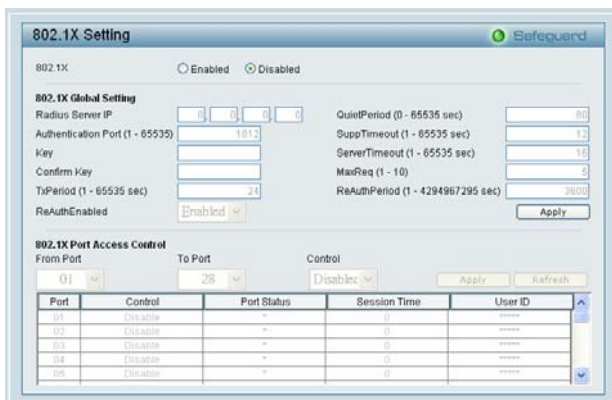 802.1X Setting Safeguard
802.1X Enabled Disabled
802.1X Global Setting
Radius Server IP 0 0 0 0 QuietPeriod (0 - 65535 sec) 80
Authentication Port (1 - 65535) 1812 SuppTimeout (1 - 65535 sec) 12
Key ServerTimeout (1 - 65535 sec) 16
Confirm Key MaxReq (1 - 10) 5
TxPeriod (1 - 65535 sec) 24 ReAuthPeriod (1 - 4294967295 sec) 3600
ReAuthEnabled Enabled Apply
802.1X Port Access Control
From Port To Port Control
01 28 Disabled Apply Refresh
Port Control Port Status Session Time User ID
01 Disable * 0 *****
02 Disable * 0 *****
03 Disable * 0 *****
04 Disable * 0 *****
05 Disable * 0 *****